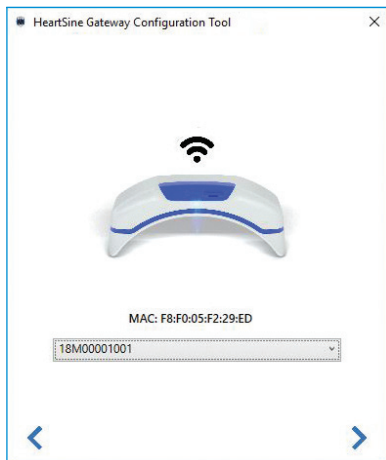 HeartSine Gateway Configuration Tool
MAC: F8:F0:05:F2:29:ED
18M00001001